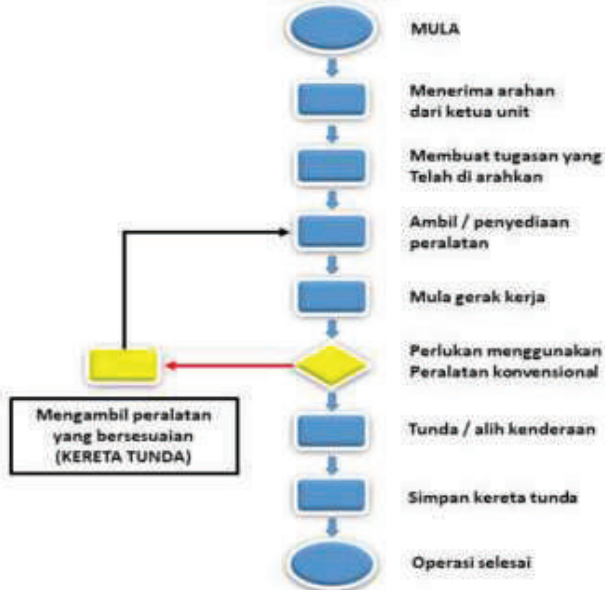 MULA
Menerima arahan
dari ketua unit
Membuat tugasan yang
Telah di arahkan
Ambil / penyediaan
peralatan
Mula gerak kerja
Perlukan menggunakan
Peralatan konvensional
Mengambil peralatan
yang bersesuaian
(KERETA TUNDA)
Tunda / alih kenderaan
Simpan kereta tunda
Operasi selesai